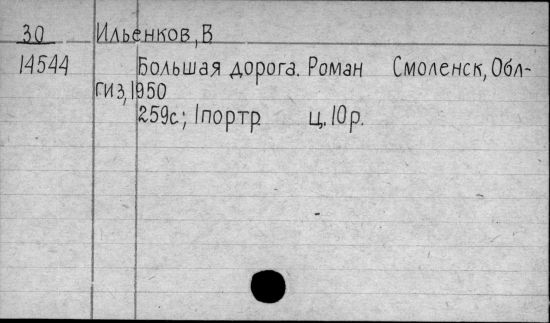 30 Ильенков, В
14544 Большая дорога. Роман Смоленск, Обл-
гиз, 1950
259с; 1портр. ц. 10р.